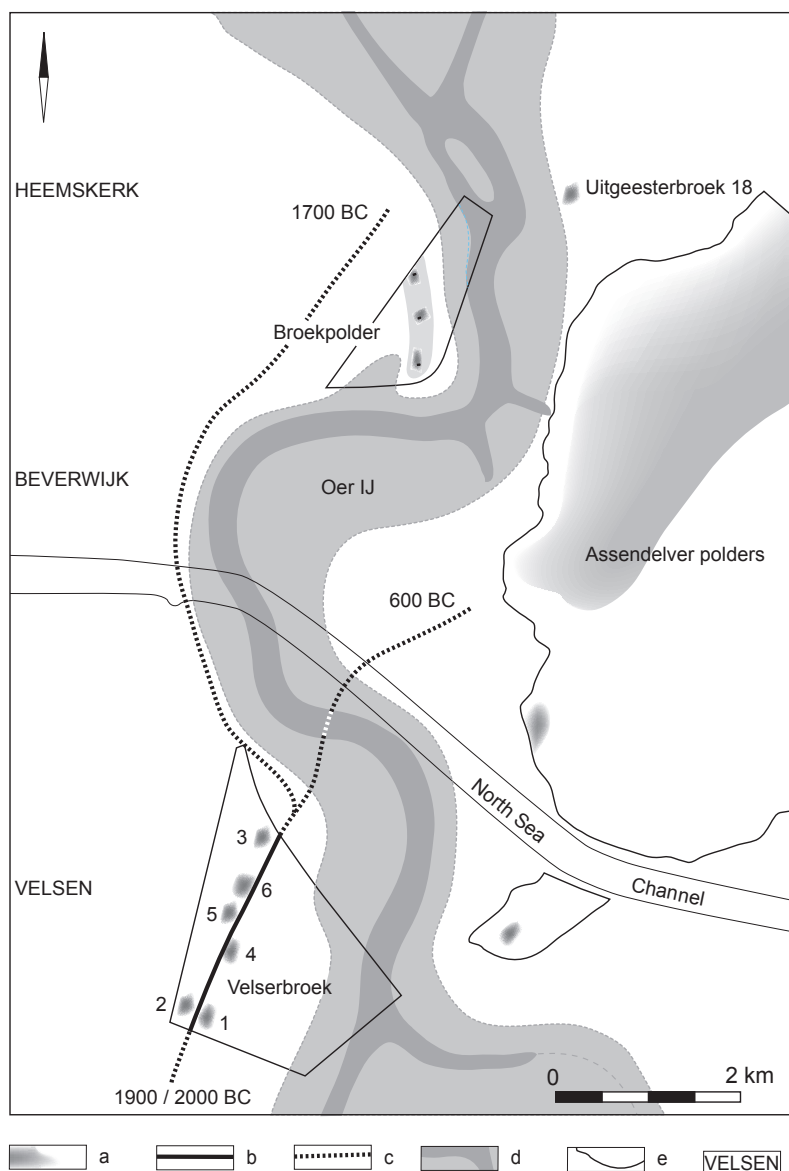 HEEMSKERK
Uitgeesterbroek 18
1700 BC
Broekpolder
BEVERWIJK
Oer IJ
Assendelver polders
600 BC
North Sea
Channel
3
6
VELSEN
5
4
Velserbroek
2
1
0
2 km
1900 / 2000 BC
a
b
c
d
e
VELSEN